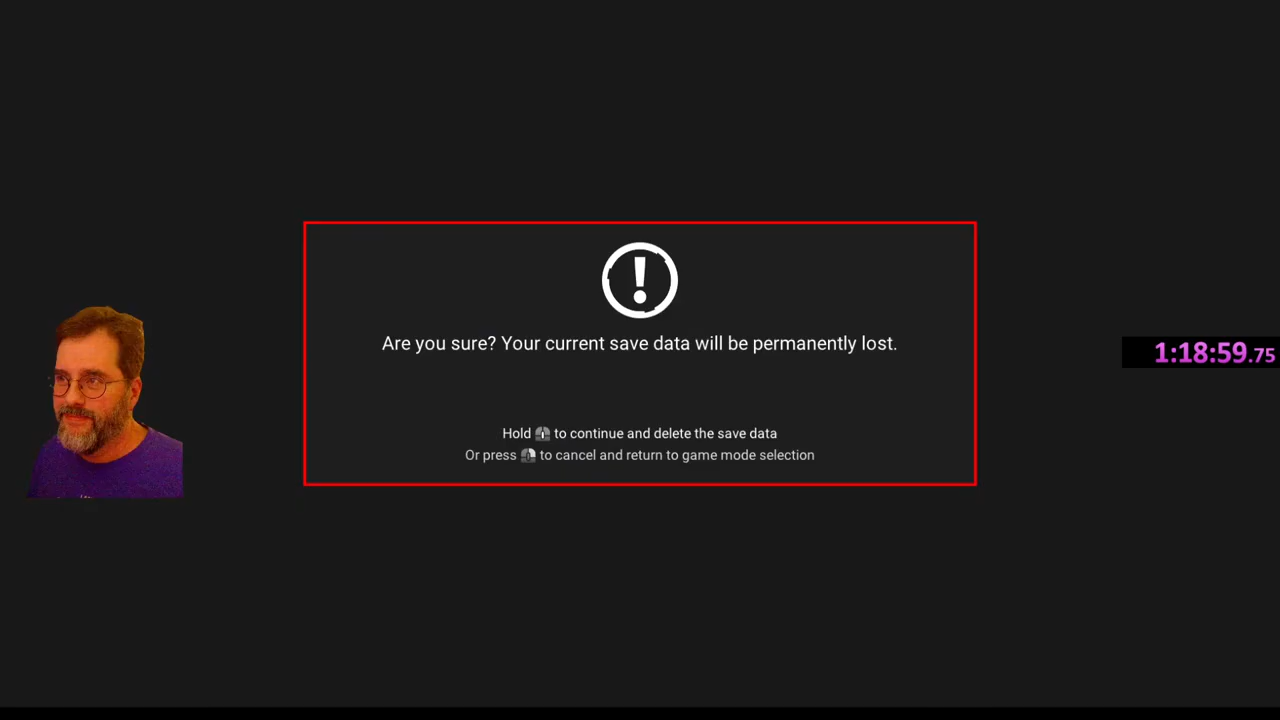 Are you sure? Your current save data will be permanently lost.
1:18:59.75
Hold to continue and delete the save data
Or press to cancel and return to game mode selection